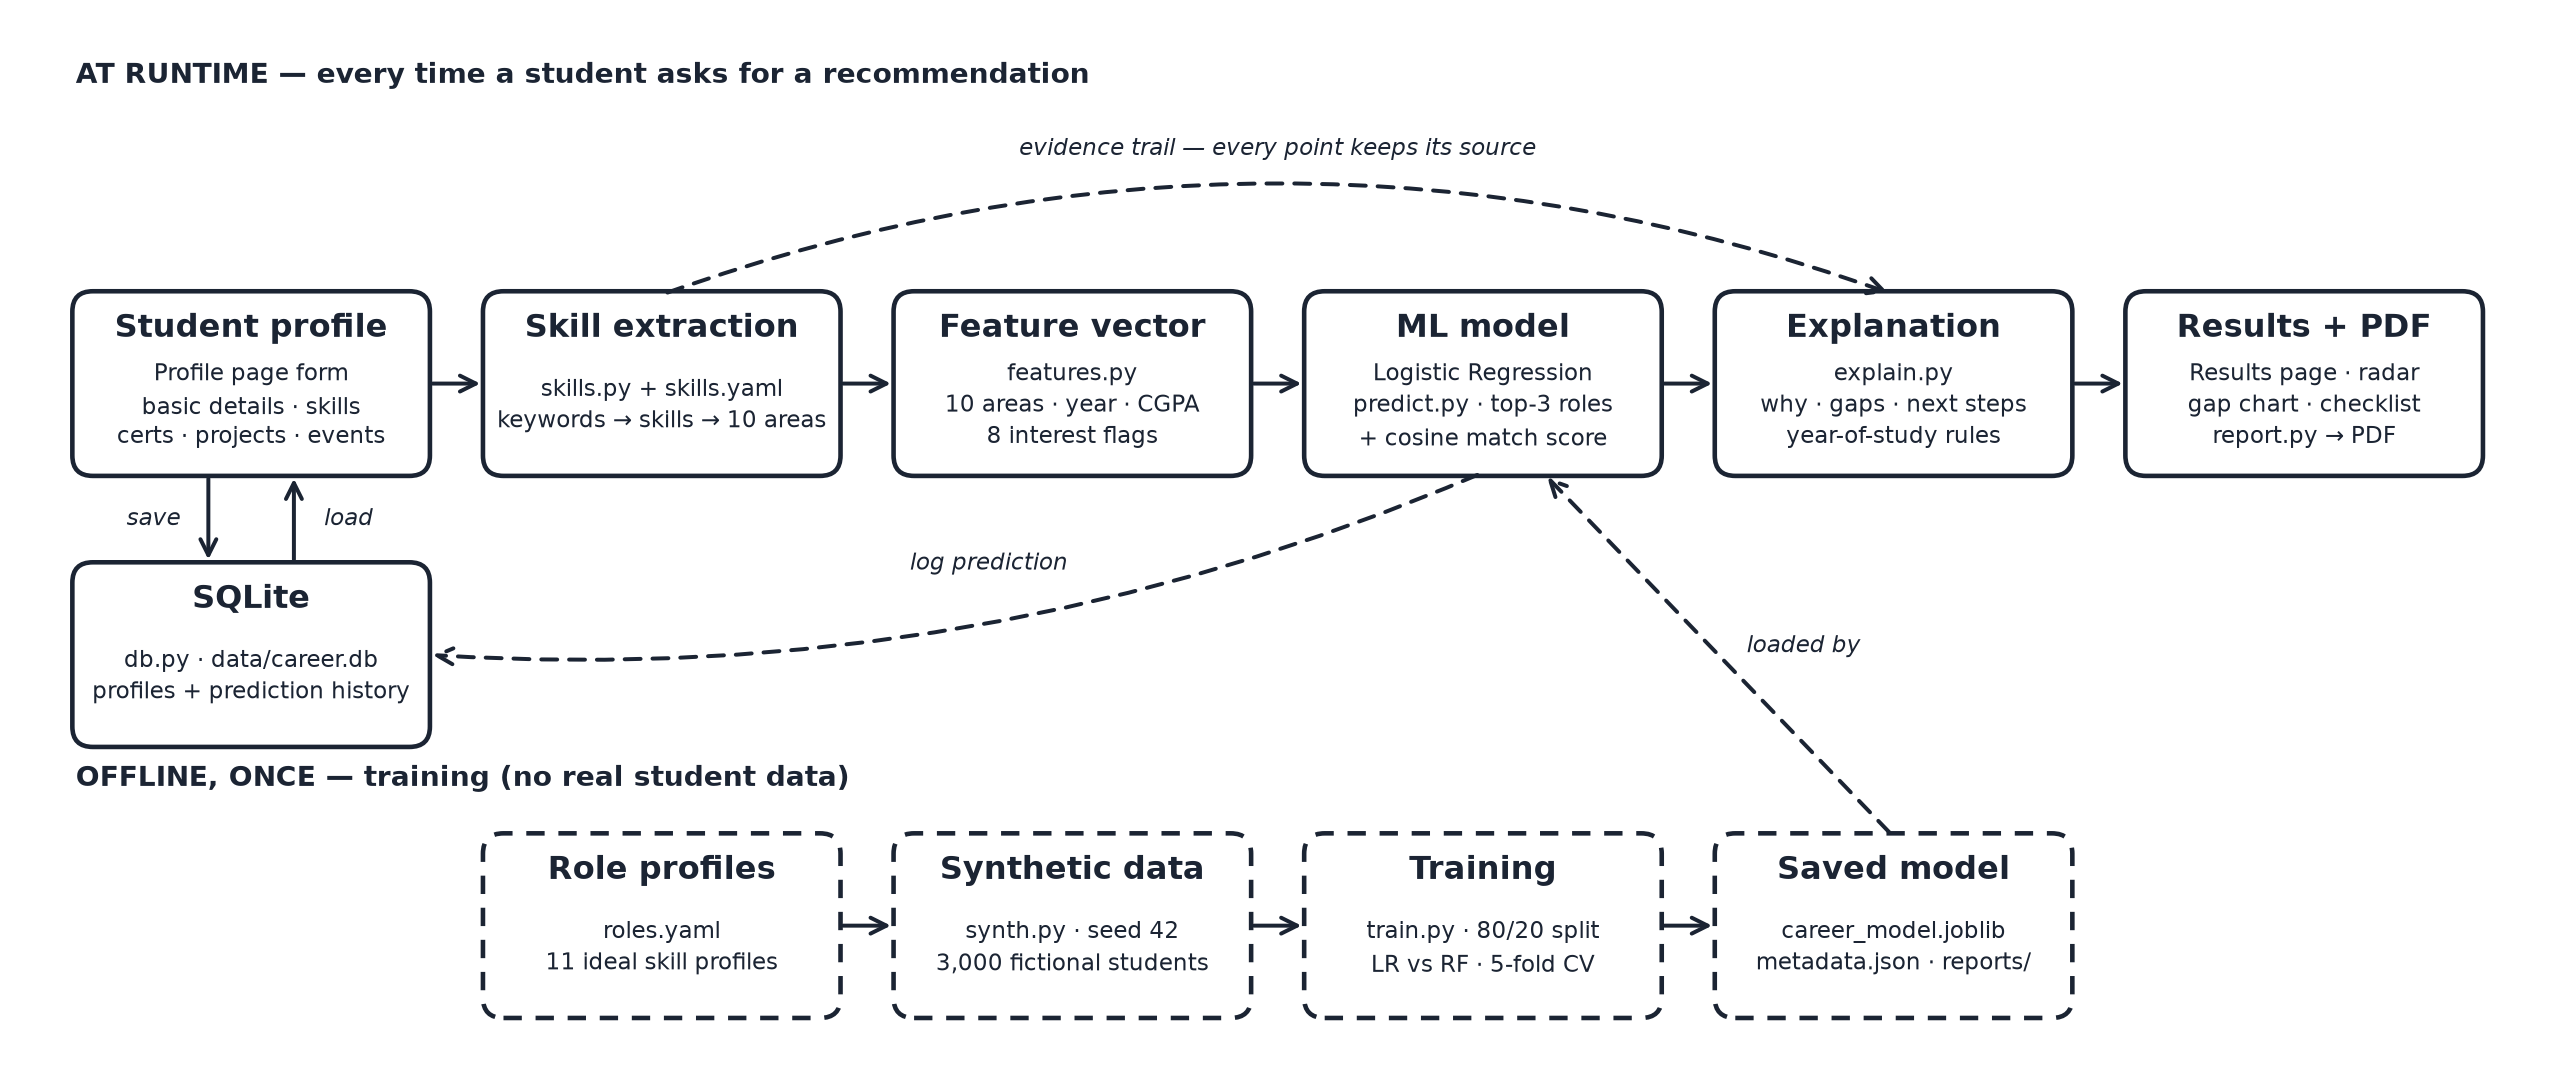 AT RUNTIME — every time a student asks for a recommendation
evidence trail — every point keeps its source
Student profile
Profile page form
basic details · skills
certs · projects · events
Skill extraction
skills.py + skills.yaml
keywords → skills → 10 areas
Feature vector
features.py
10 areas · year · CGPA
8 interest flags
ML model
Logistic Regression
predict.py · top-3 roles
+ cosine match score
Explanation
explain.py
why · gaps · next steps
year-of-study rules
Results + PDF
Results page · radar
gap chart · checklist
report.py → PDF
save
load
log prediction
SQLite
db.py · data/career.db
profiles + prediction history
loaded by
OFFLINE, ONCE — training (no real student data)
Role profiles
roles.yaml
11 ideal skill profiles
Synthetic data
synth.py · seed 42
3,000 fictional students
Training
train.py · 80/20 split
LR vs RF · 5-fold CV
Saved model
career_model.joblib
metadata.json · reports/